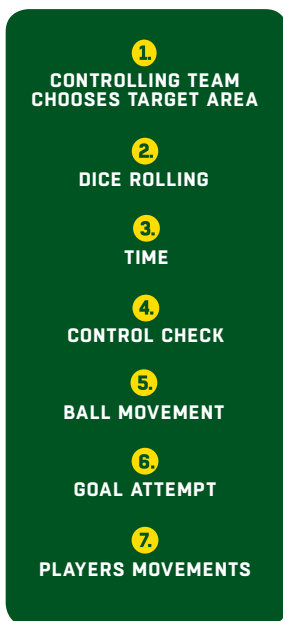 1.
CONTROLLING TEAM
CHOOSES TARGET AREA
2.
DICE ROLLING
3.
TIME
4.
CONTROL CHECK
5.
BALL MOVEMENT
6.
GOAL ATTEMPT
7.
PLAYERS MOVEMENTS